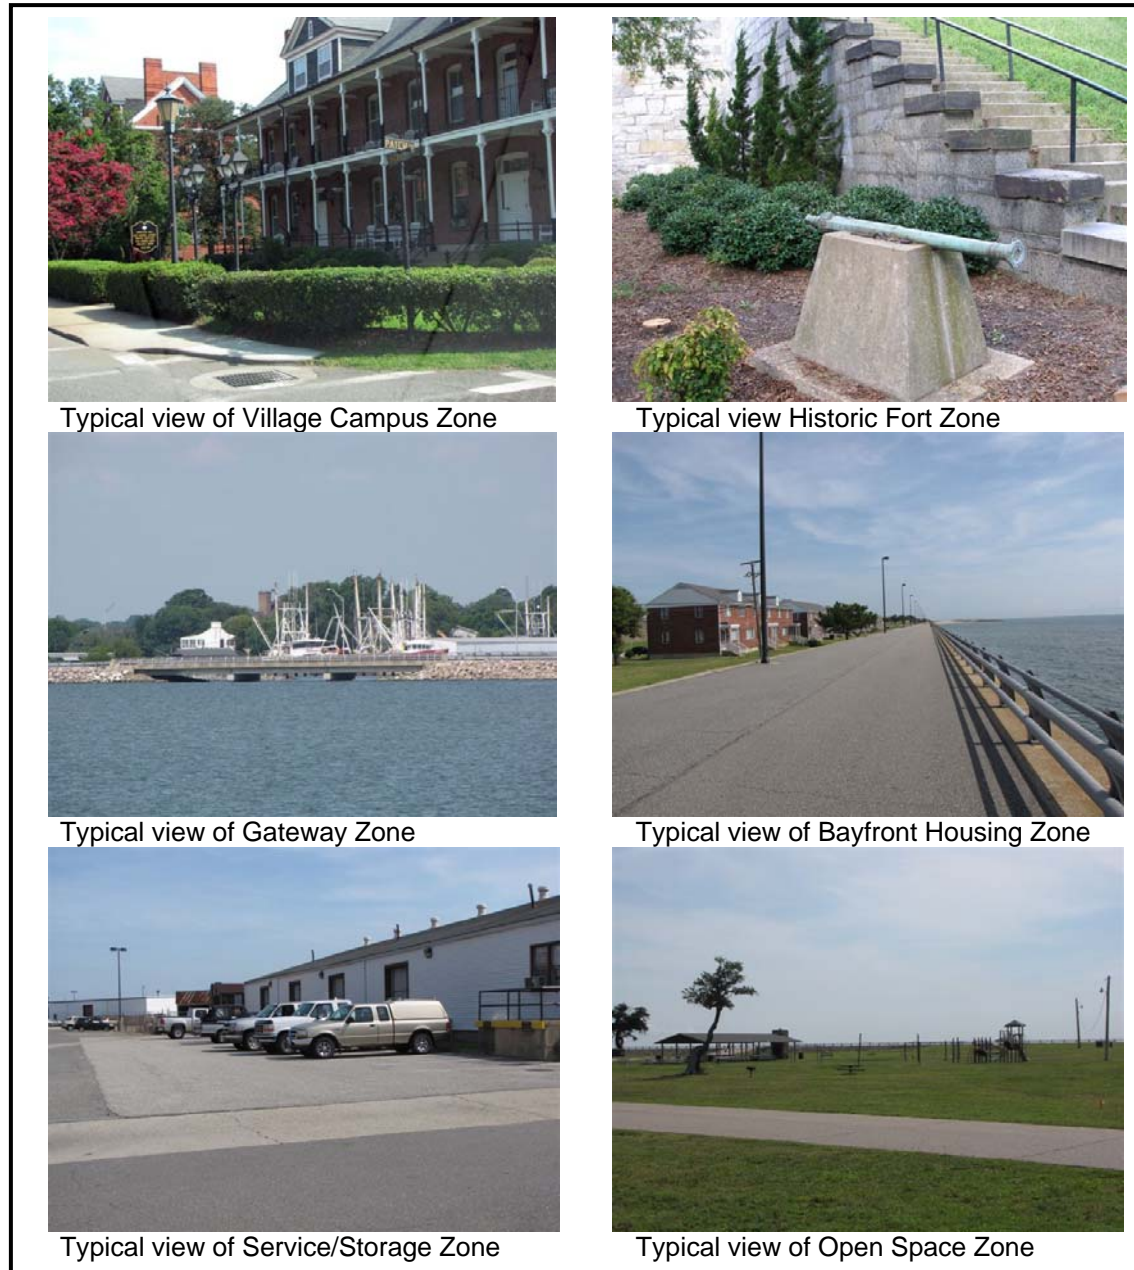 Typical view of Village Campus Zone
Typical view Historic Fort Zone
Typical view of Gateway Zone
Typical view of Bayfront Housing Zone
Typical view of Service/Storage Zone
Typical view of Open Space Zone